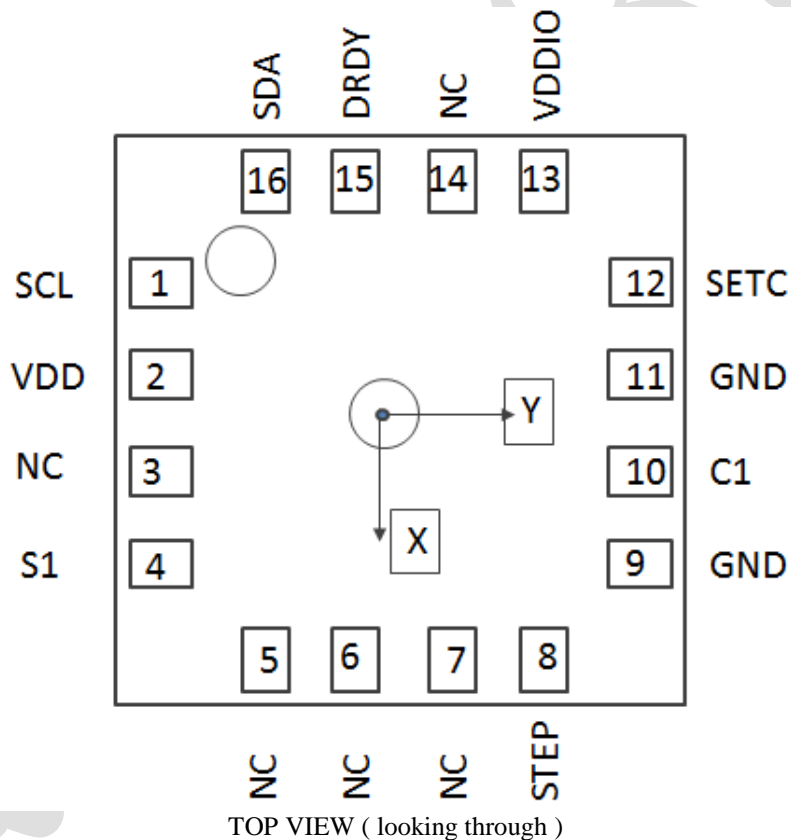 SDA DRDY NC VDDIO
16 15 14 13
SCL 1 12 SETC
VDD 2 11 GND
Y
NC 3 10 C1
X
S1 4 9 GND
5 6 7 8
NC NC NC STEP
TOP VIEW ( looking through )